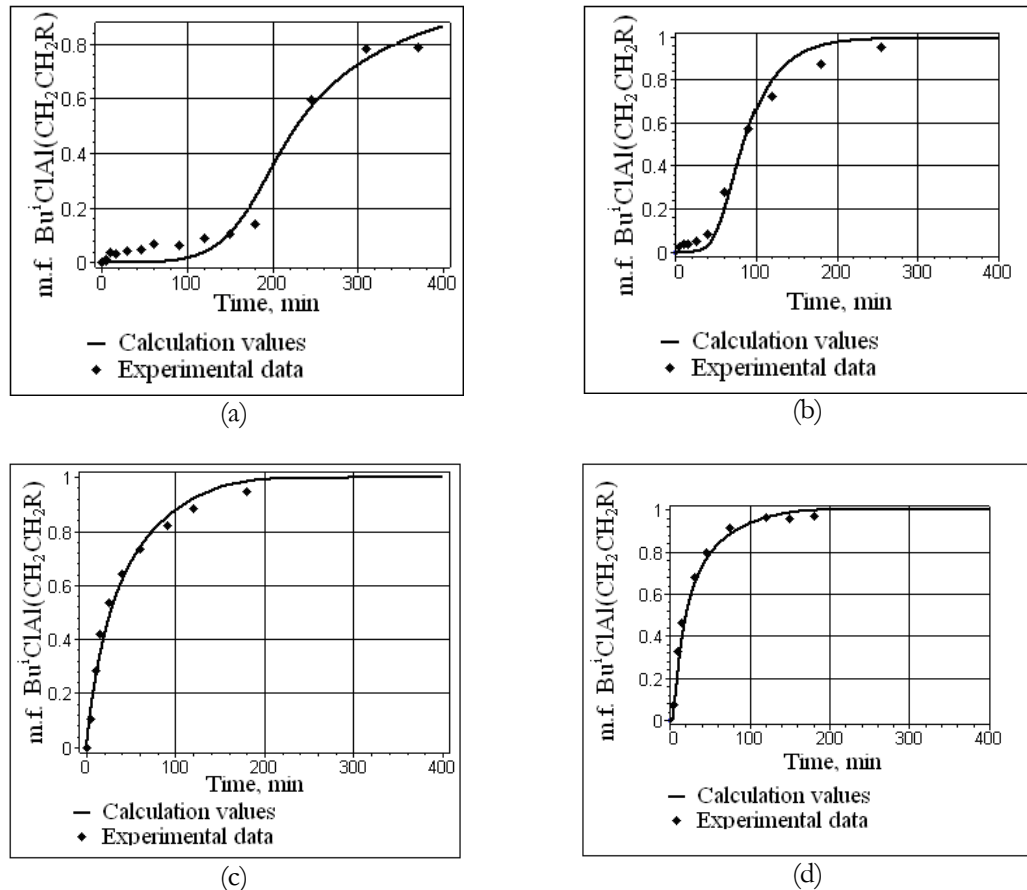 m.f. BuⁱClAl(CH₂CH₂R)
0.8
0.6
0.4
0.2
0
0 100 200 300 400
Time, min
Calculation values
Experimental data
(a)
m.f. BuⁱClAl(CH₂CH₂R)
1
0.8
0.6
0.4
0.2
0
0 100 200 300 400
Time, min
Calculation values
Experimental data
(b)
m.f. BuⁱClAl(CH₂CH₂R)
1
0.8
0.6
0.4
0.2
0
0 100 200 300 400
Time, min
Calculation values
Experimental data
(c)
m.f. BuⁱClAl(CH₂CH₂R)
1
0.8
0.6
0.4
0.2
0
0 100 200 300 400
Time, min
Calculation values
Experimental data
(d)